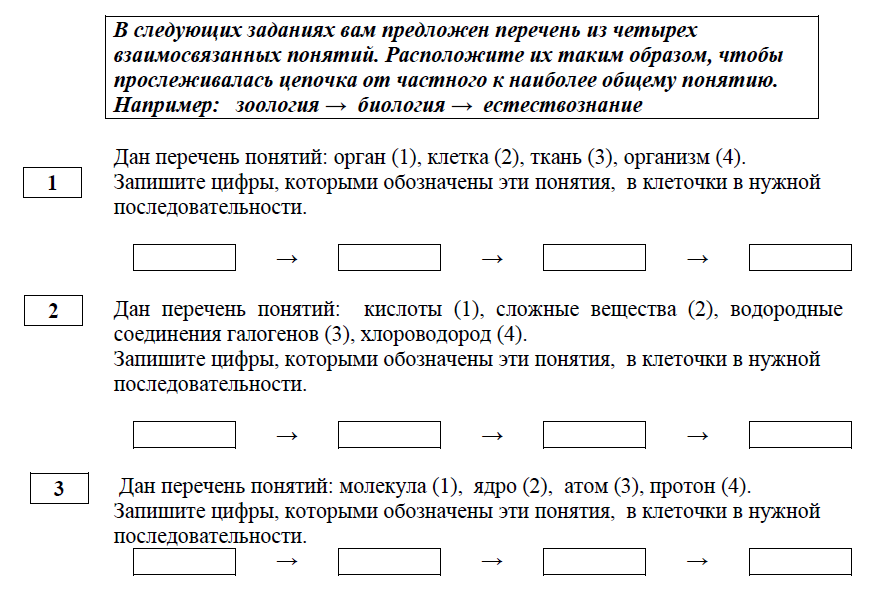 В следующих заданиях вам предложен перечень из четырех
взаимосвязанных понятий. Расположите их таким образом, чтобы
прослеживалась цепочка от частного к наиболее общему понятию.
Например: зоология → биология → естествознание
Дан перечень понятий: орган (1), клетка (2), ткань (3), организм (4).
1
Запишите цифры, которыми обозначены эти понятия, в клеточки в нужной
последовательности.
→ → →
2
Дан перечень понятий: кислоты (1), сложные вещества (2), водородные
соединения галогенов (3), хлороводород (4).
Запишите цифры, которыми обозначены эти понятия, в клеточки в нужной
последовательности.
→ → →
3
Дан перечень понятий: молекула (1), ядро (2), атом (3), протон (4).
Запишите цифры, которыми обозначены эти понятия, в клеточки в нужной
последовательности.
→ → →